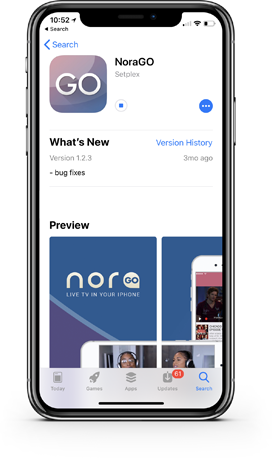 10:52
Search
Search
GO
NoraGO
Setplex
What's New
Version History
Version 1.2.3
3mo ago
- bug fixes
Preview
nora GO
LIVE TV IN YOUR IPHONE
Today
Games
Apps
61
Updates
Search